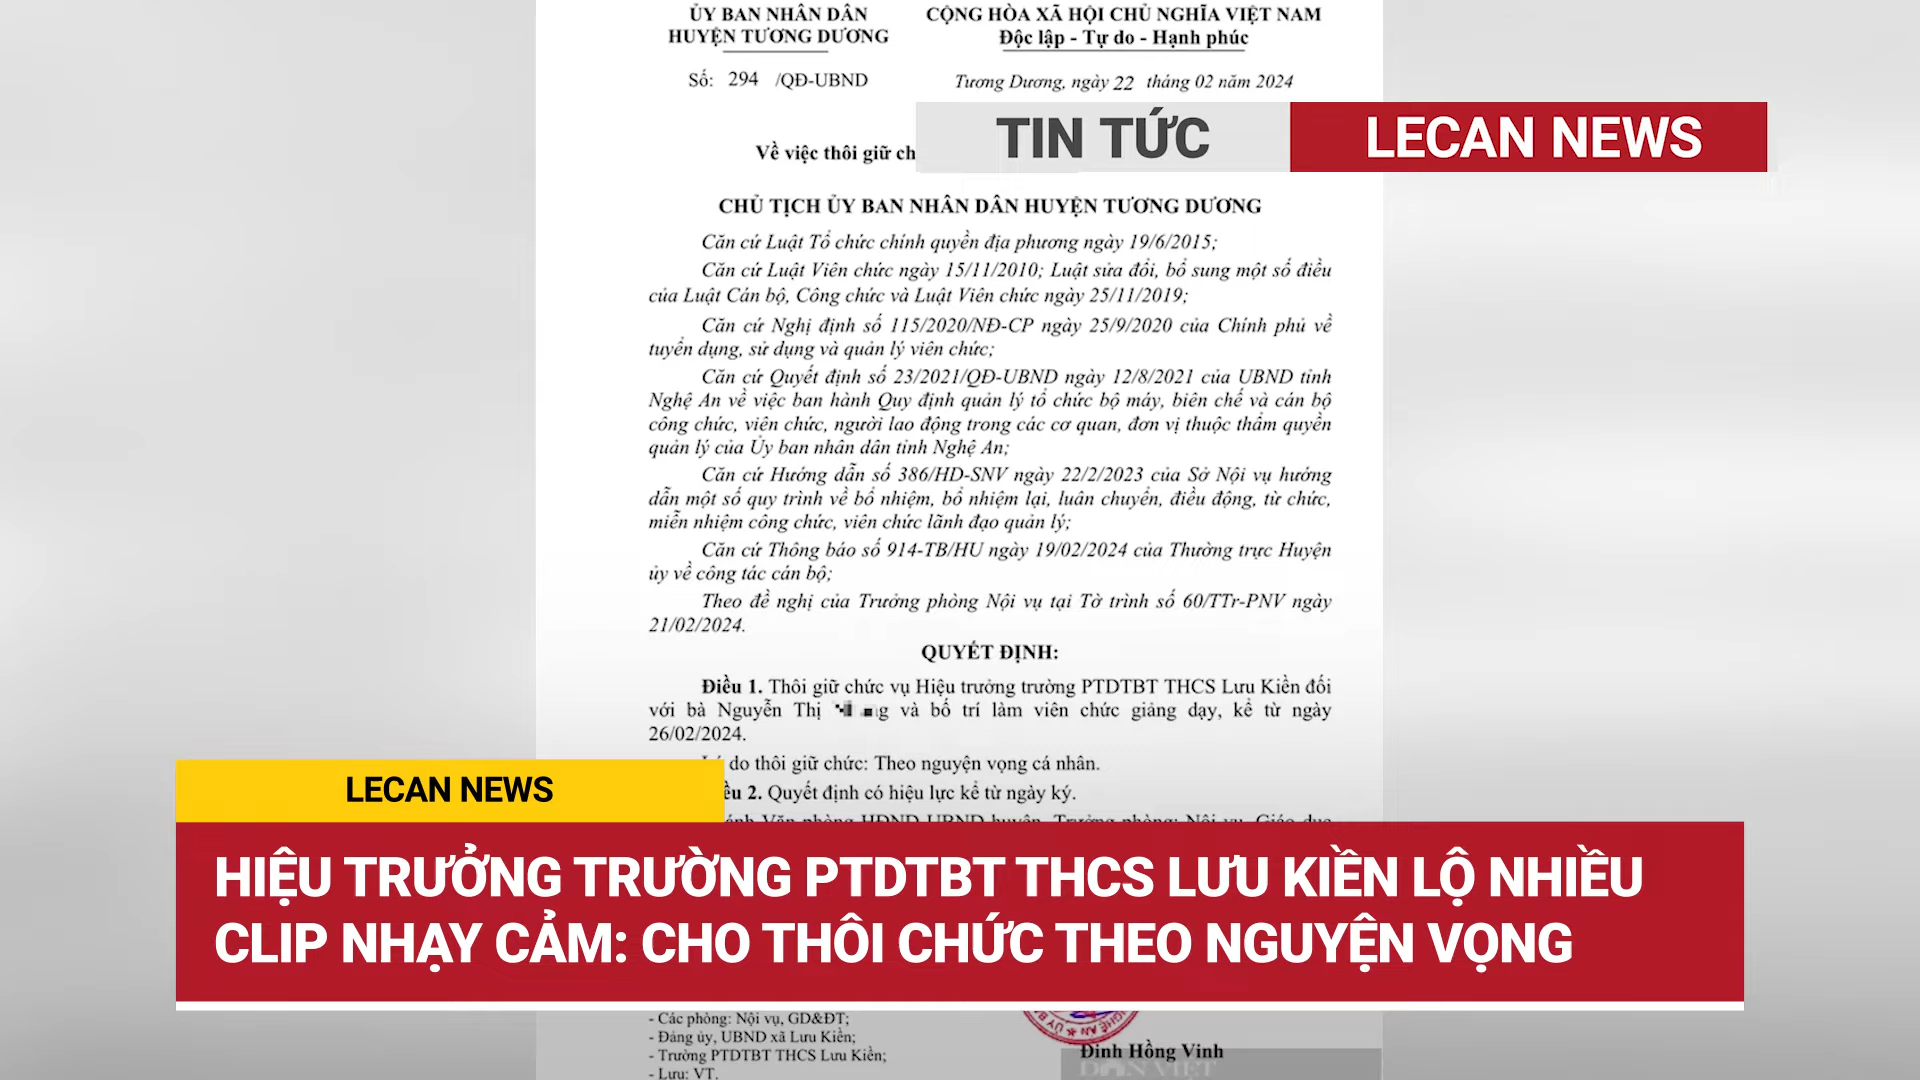 ỦY BAN NHÂN DÂN
HUYỆN TƯƠNG DƯƠNG
CỘNG HÒA XÃ HỘI CHỦ NGHĨA VIỆT NAM
Độc lập - Tự do - Hạnh phúc
Số: 294 /QĐ-UBND
Tương Dương, ngày 22 tháng 02 năm 2024
TIN TỨC
LECAN NEWS
Về việc thôi giữ
CHỦ TỊCH ỦY BAN NHÂN DÂN HUYỆN TƯƠNG DƯƠNG
Căn cứ Luật Tổ chức chính quyền địa phương ngày 19/6/2015;
Căn cứ Luật Viên chức ngày 15/11/2010; Luật sửa đổi, bổ sung một số điều
của Luật Cán bộ, Công chức và Luật Viên chức ngày 25/11/2019;
Căn cứ Nghị định số 115/2020/NĐ-CP ngày 25/9/2020 của Chính phủ về
tuyển dụng, sử dụng và quản lý viên chức;
Căn cứ Quyết định số 23/2021/QĐ-UBND ngày 12/8/2021 của UBND tỉnh
Nghệ An về việc ban hành Quy định quản lý tổ chức bộ máy, biên chế và cán bộ
công chức, viên chức, người lao động trong các cơ quan, đơn vị thuộc thẩm quyền
quản lý của Ủy ban nhân dân tỉnh Nghệ An;
Căn cứ Hướng dẫn số 386/HD-SNV ngày 22/2/2023 của Sở Nội vụ hướng
dẫn một số quy trình về bổ nhiệm, bổ nhiệm lại, luân chuyển, điều động, từ chức,
miễn nhiệm công chức, viên chức lãnh đạo quản lý;
Căn cứ Thông báo số 914-TB/HU ngày 19/02/2024 của Thường trực Huyện
ủy về công tác cán bộ;
Theo đề nghị của Trưởng phòng Nội vụ tại Tờ trình số 60/TTr-PNV ngày
21/02/2024.
QUYẾT ĐỊNH:
Điều 1. Thôi giữ chức vụ Hiệu trưởng trường PTDTBT THCS Lưu Kiền đối
với bà Nguyễn Thị và bố trí làm viên chức giảng dạy, kể từ ngày
26/02/2024.
do thôi giữ chức: Theo nguyện vọng cá nhân.
2. Quyết định có hiệu lực kể từ ngày ký.
LECAN NEWS
HIỆU TRƯỞNG TRƯỜNG PTDTBT THCS LƯU KIỀN LỘ NHIỀU
CLIP NHẠY CẢM: CHO THÔI CHỨC THEO NGUYỆN VỌNG
- Các phòng: Nội vụ, GD&ĐT;
- Đảng ủy, UBND xã Lưu Kiền;
- Trường PTDTBT THCS Lưu Kiền;
- Lưu: VT.
Đinh Hồng Vinh